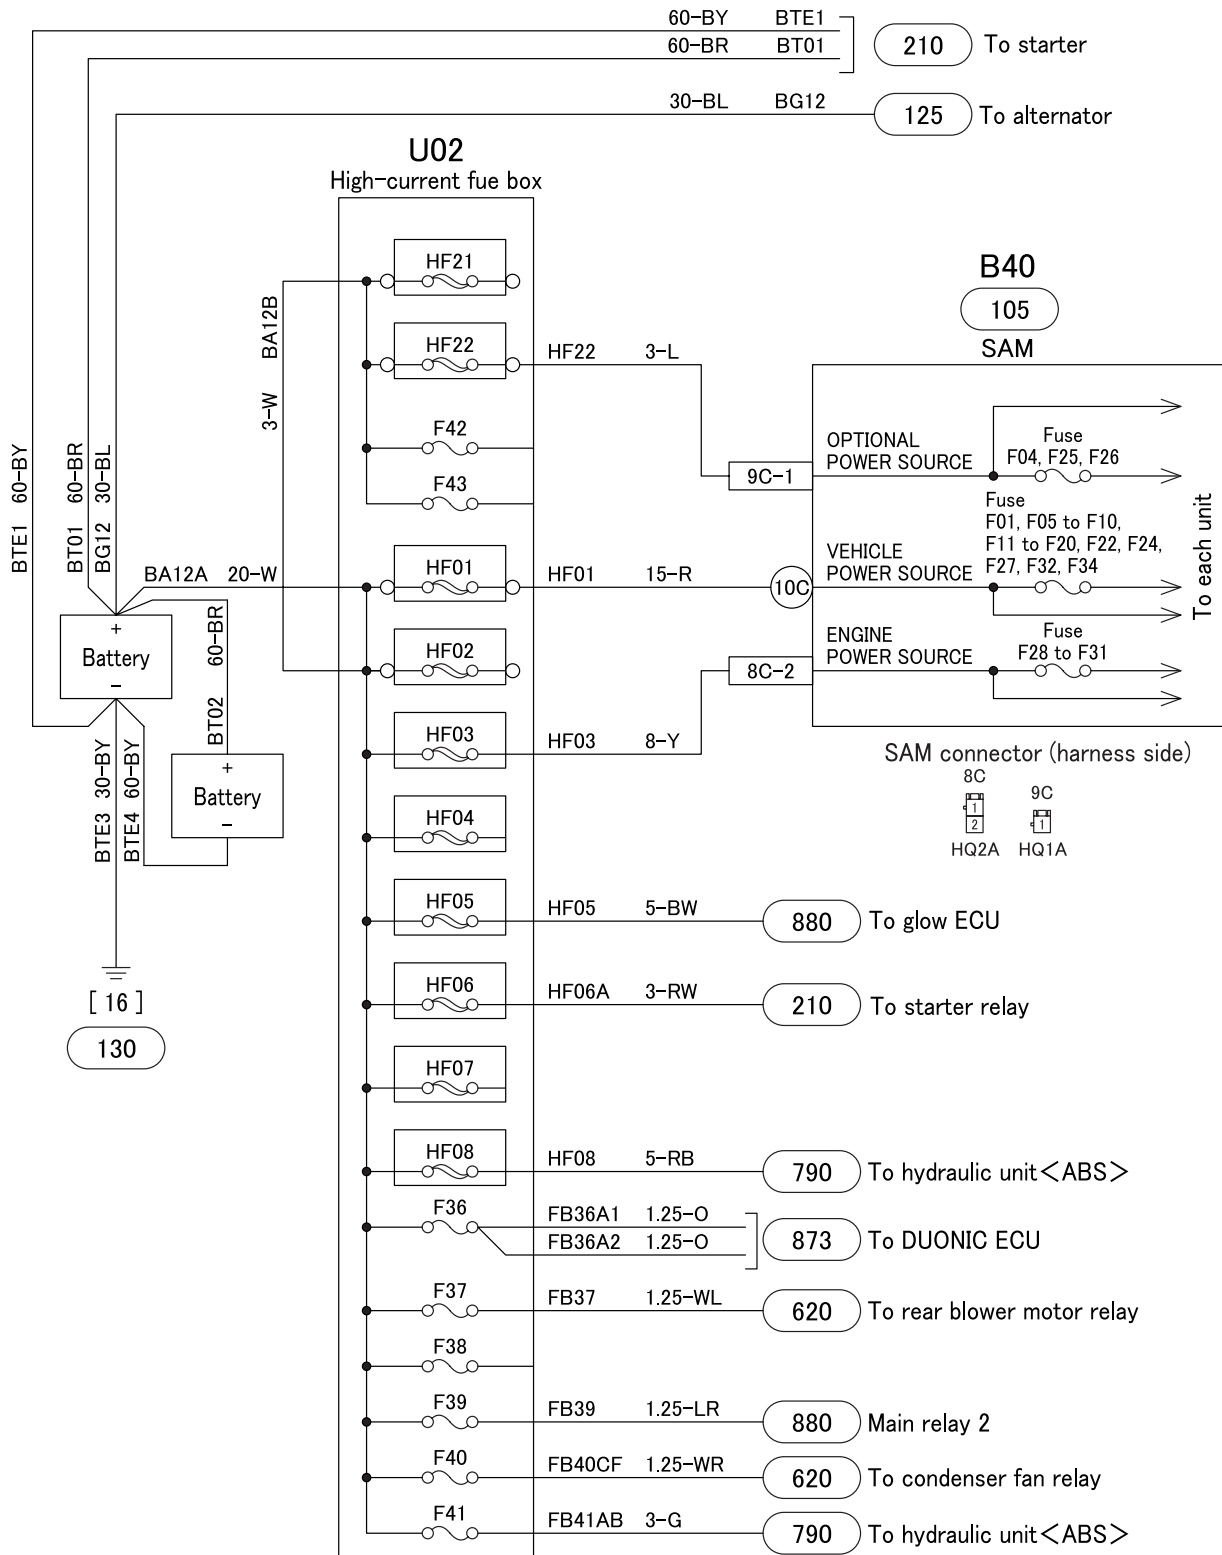 60-BY BTE1
60-BR BT01
210 To starter
30-BL BG12
125 To alternator
U02
High-current fue box
HF21
B40
105
SAM
3-W BA12B
HF22
HF22 3-L
F42
F43
9C-1
OPTIONAL
POWER SOURCE
Fuse
F04, F25, F26
BTE1 60-BY
BT01 60-BR
BG12 30-BL
BA12A 20-W
HF01
HF01 15-R
10C
VEHICLE
POWER SOURCE
Fuse
F01, F05 to F10,
F11 to F20, F22, F24,
F27, F32, F34
To each unit
+
Battery
-
BT02 60-BR
HF02
8C-2
ENGINE
POWER SOURCE
Fuse
F28 to F31
HF03
HF03 8-Y
BTE3 30-BY
BTE4 60-BY
+
Battery
-
SAM connector (harness side)
8C
1
2
HQ2A
9C
1
HQ1A
HF04
HF05
HF05 5-BW
880 To glow ECU
[ 16 ]
130
HF06
HF06A 3-RW
210 To starter relay
HF07
HF08
HF08 5-RB
790 To hydraulic unit<ABS>
F36
FB36A1 1.25-O
FB36A2 1.25-O
873 To DUONIC ECU
F37
FB37 1.25-WL
620 To rear blower motor relay
F38
F39
FB39 1.25-LR
880 Main relay 2
F40
FB40CF 1.25-WR
620 To condenser fan relay
F41
FB41AB 3-G
790 To hydraulic unit<ABS>